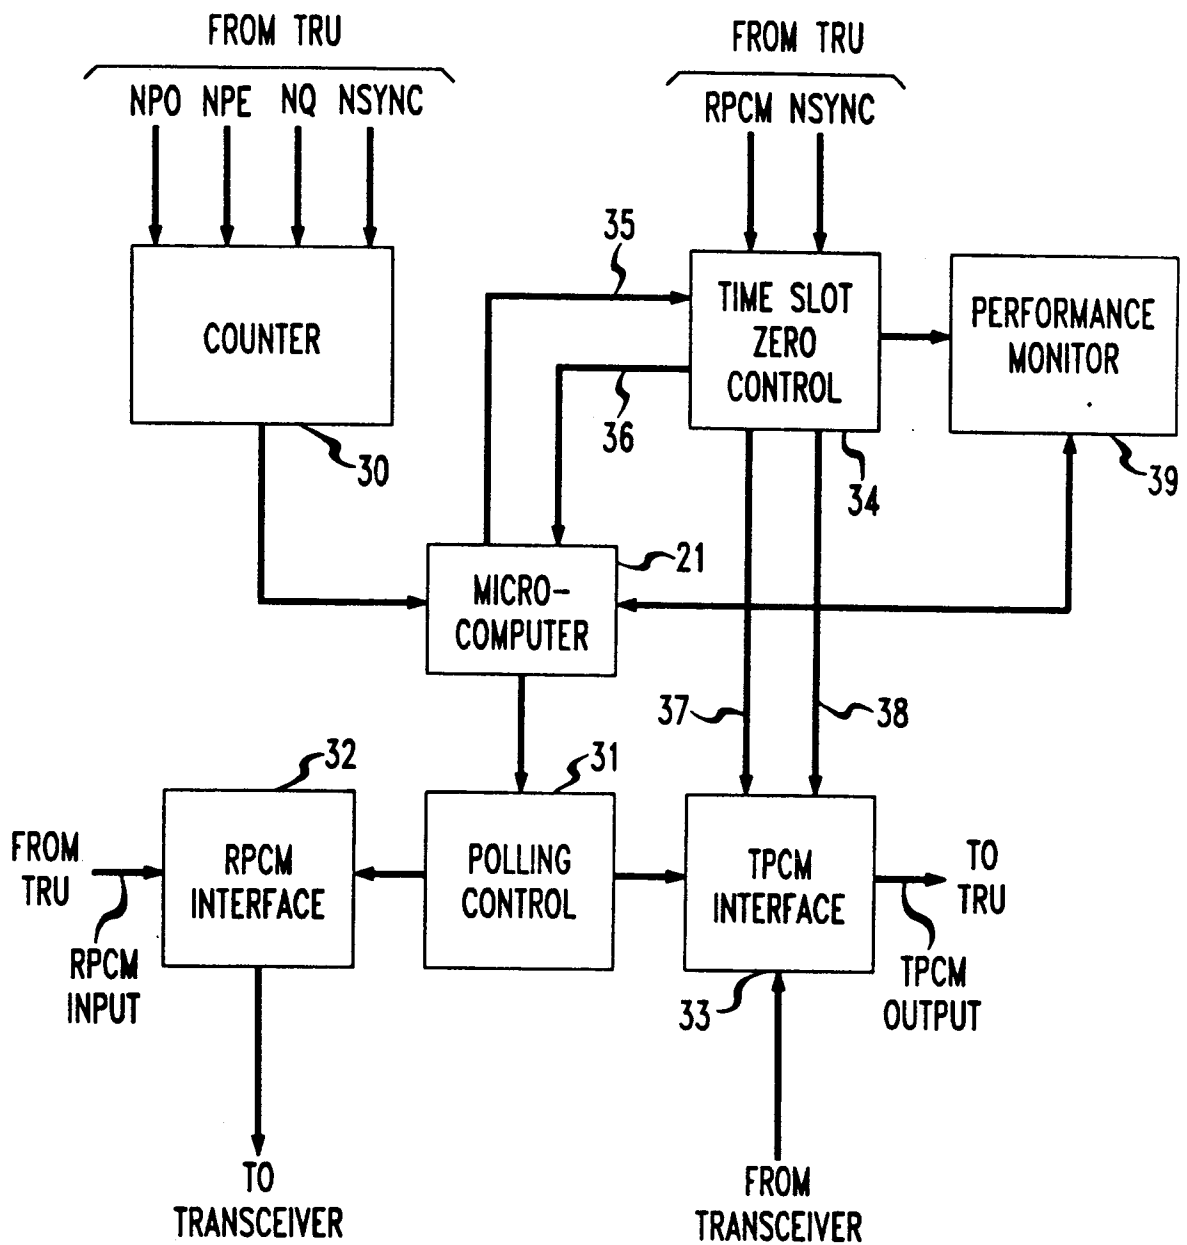 FROM TRU
FROM TRU
NPO NPE NQ NSYNC
RPCM NSYNC
35
COUNTER
TIME SLOT
ZERO
CONTROL
PERFORMANCE
MONITOR
36
30
34
39
21
MICRO-
COMPUTER
37
38
32
31
FROM
TRU
RPCM
INTERFACE
POLLING
CONTROL
TPCM
INTERFACE
TO
TRU
RPCM
INPUT
33
TPCM
OUTPUT
TO
TRANSCEIVER
FROM
TRANSCEIVER